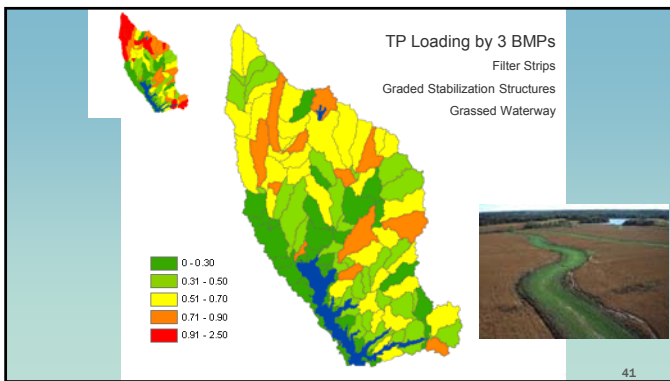 TP Loading by 3 BMPs
Filter Strips
Graded Stabilization Structures
Grassed Waterway
0 - 0.30
0.31 - 0.50
0.51 - 0.70
0.71 - 0.90
0.91 - 2.50
41